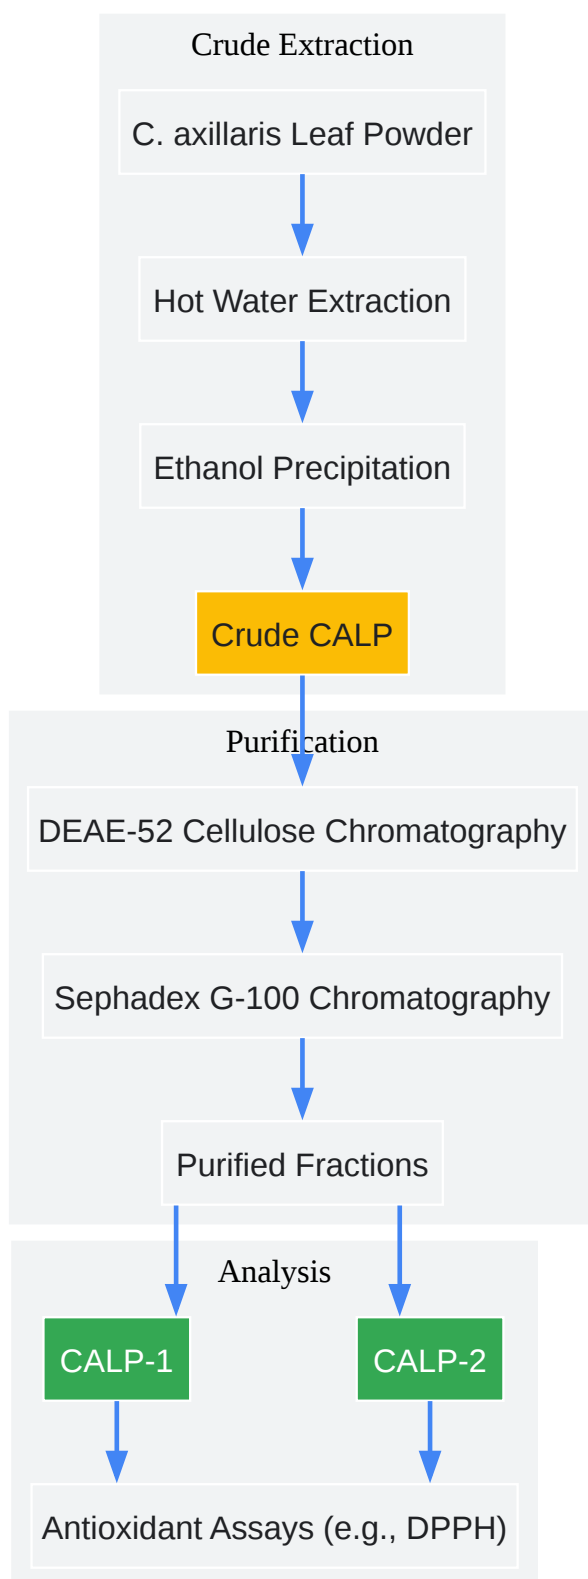 Crude Extraction
C. axillaris Leaf Powder
Hot Water Extraction
Ethanol Precipitation
Crude CALP
Purification
DEAE-52 Cellulose Chromatography
Sephadex G-100 Chromatography
Purified Fractions
Analysis
CALP-1
CALP-2
Antioxidant Assays (e.g., DPPH)